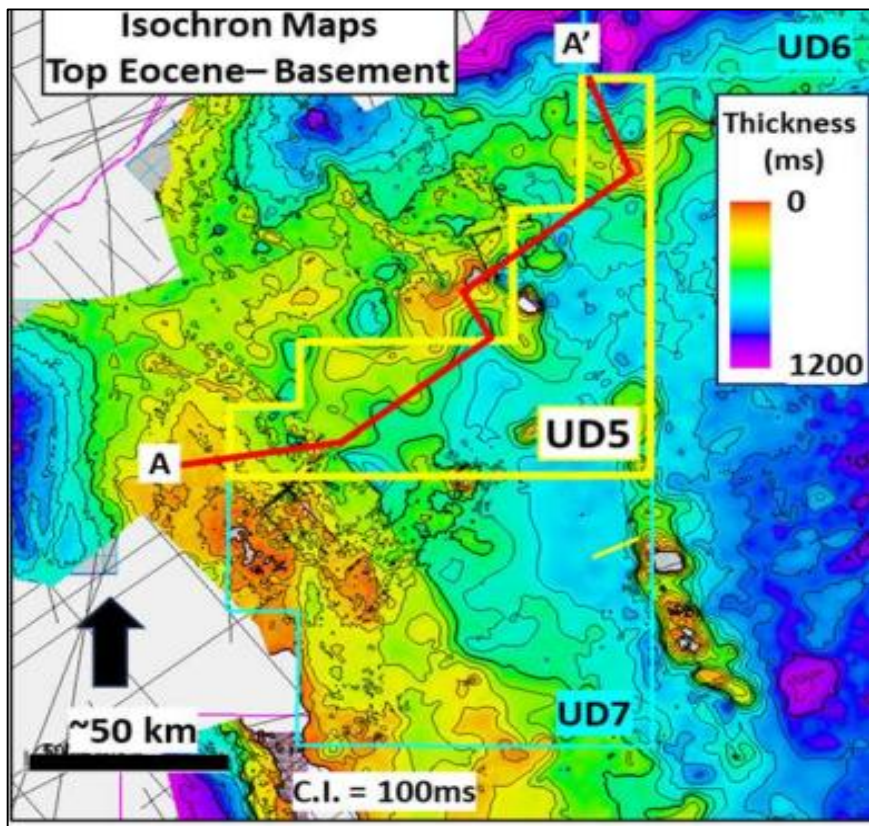 Isochron Maps
Top Eocene– Basement
A'
UD6
Thickness
(ms)
0
1200
UD5
A
UD7
~50 km
C.I. = 100ms